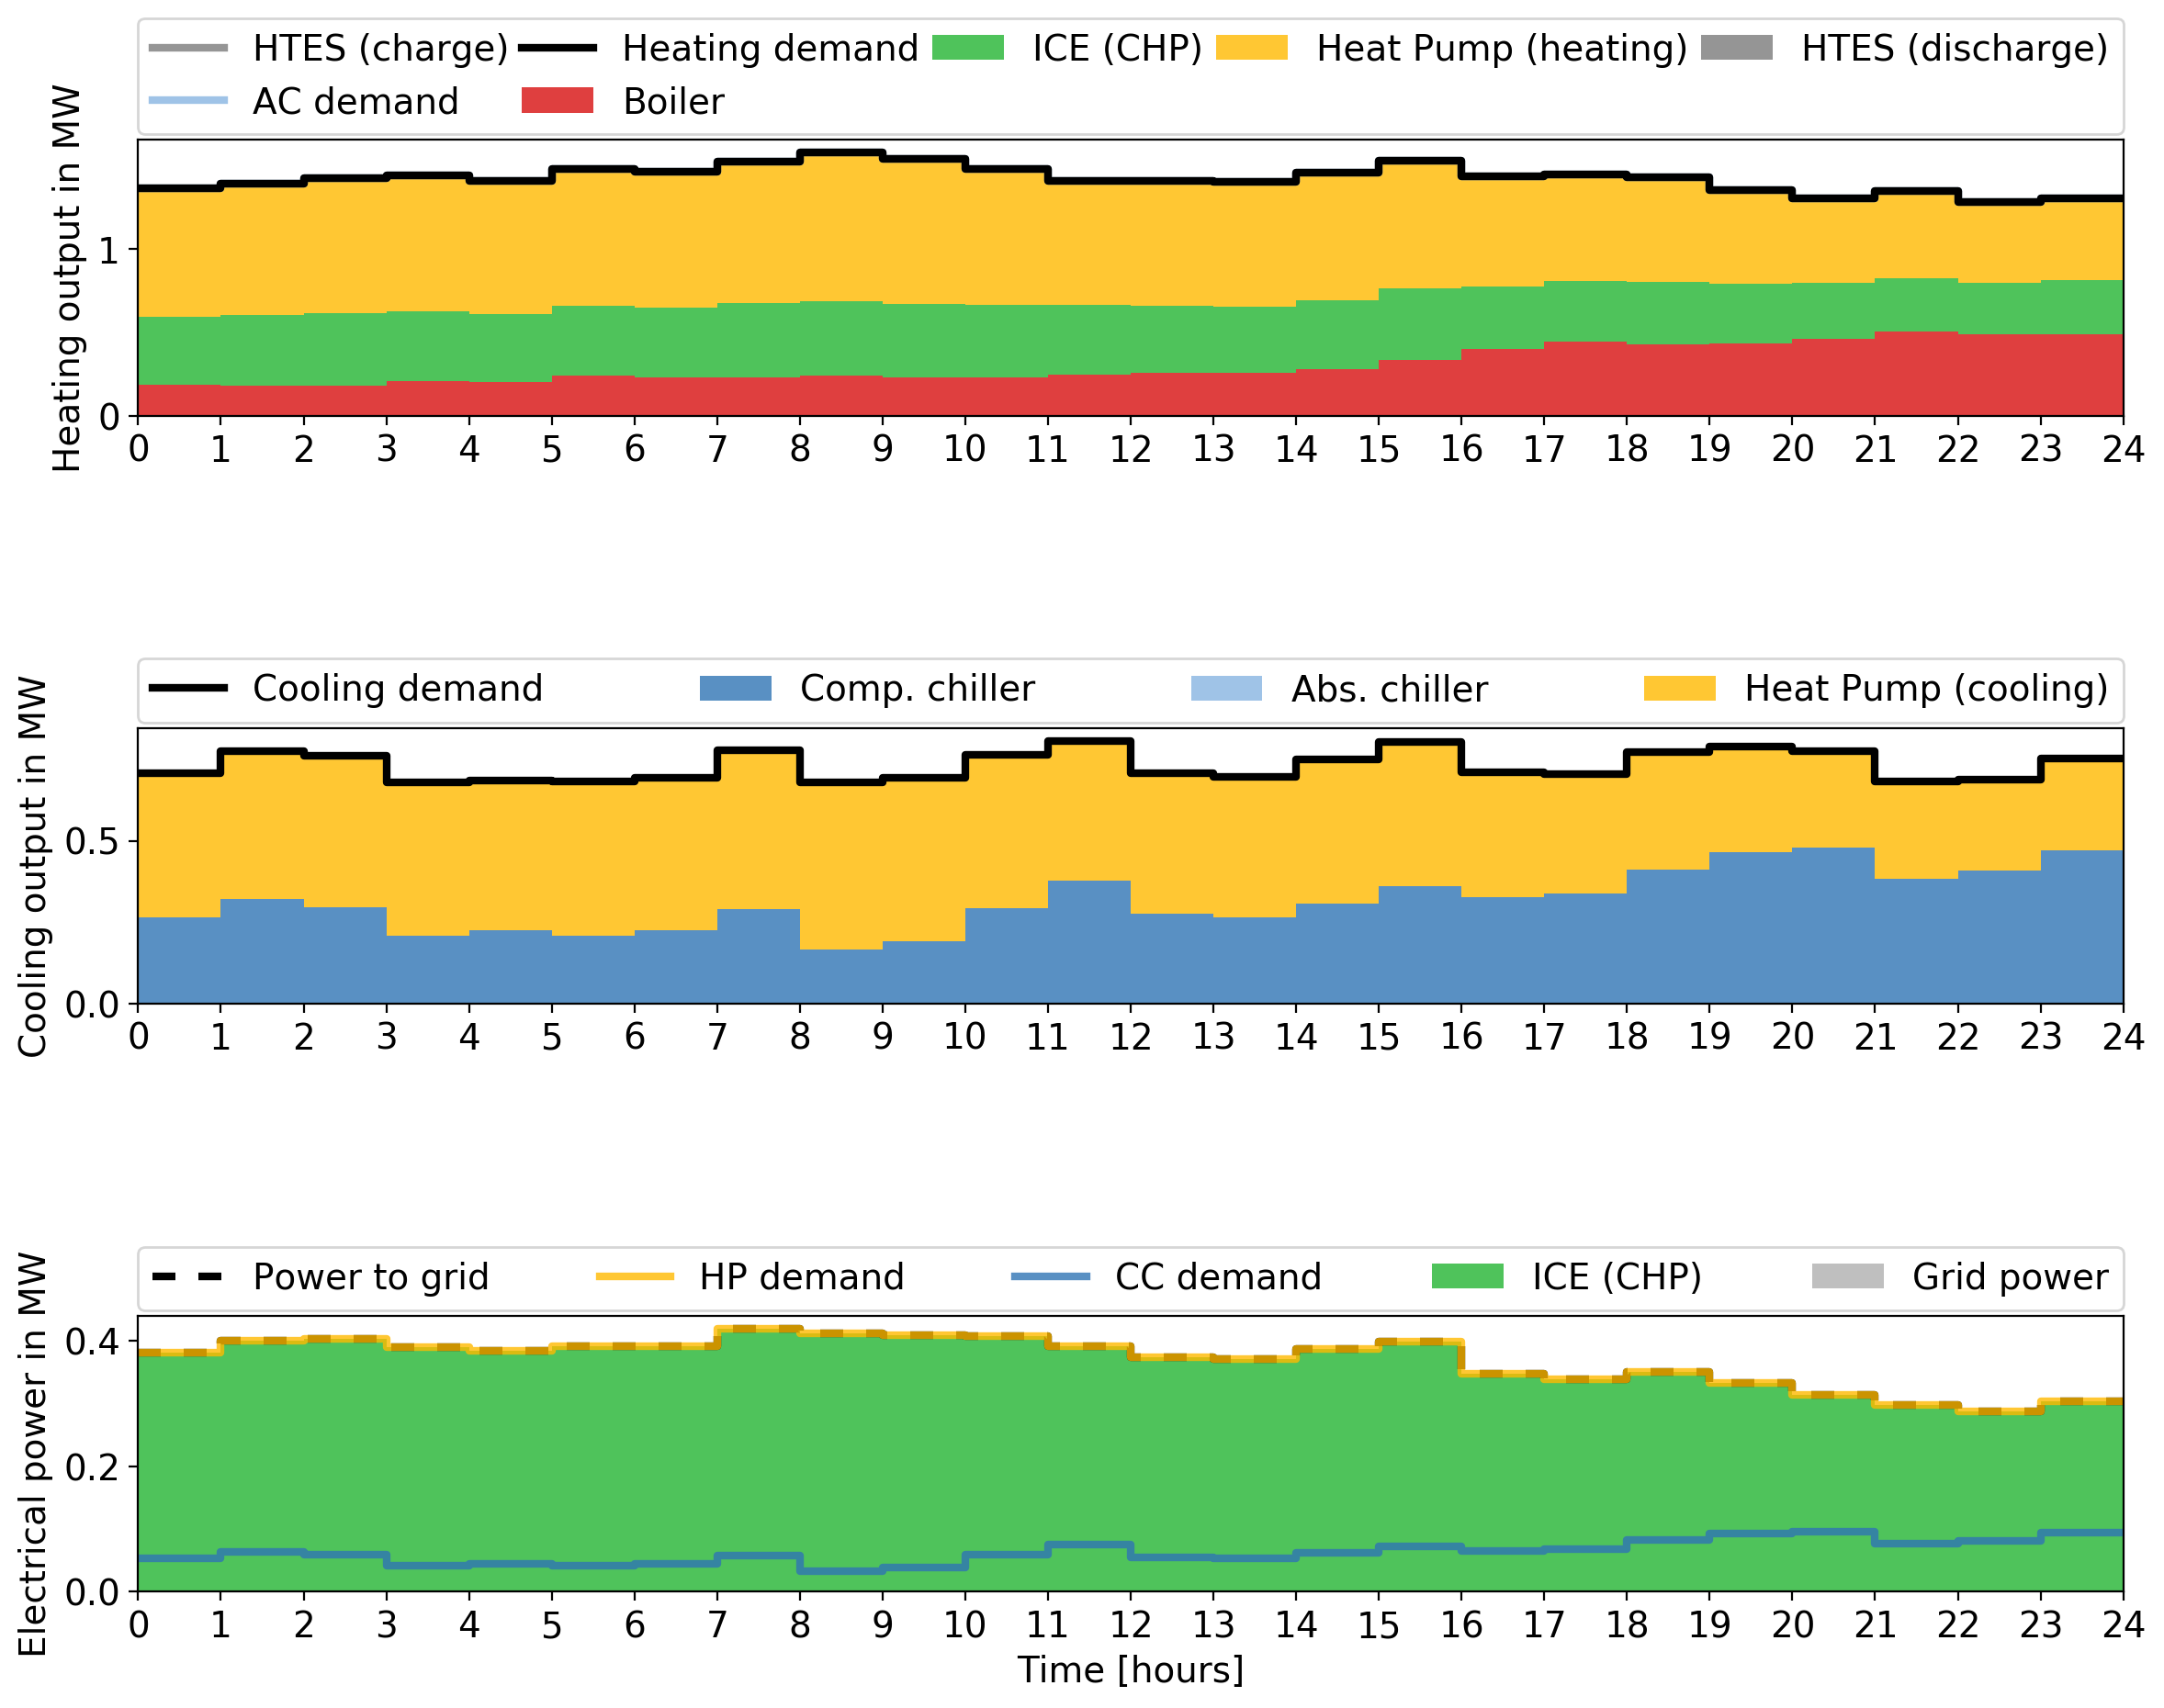 HTES (charge) Heating demand ICE (CHP) Heat Pump (heating) HTES (discharge)
AC demand Boiler
Heating output in MW
1
0
0 1 2 3 4 5 6 7 8 9 10 11 12 13 14 15 16 17 18 19 20 21 22 23 24
Cooling demand Comp. chiller Abs. chiller Heat Pump (cooling)
Cooling output in MW
0.5
0.0
0 1 2 3 4 5 6 7 8 9 10 11 12 13 14 15 16 17 18 19 20 21 22 23 24
Power to grid HP demand CC demand ICE (CHP) Grid power
Electrical power in MW
0.4
0.2
0.0
0 1 2 3 4 5 6 7 8 9 10 11 12 13 14 15 16 17 18 19 20 21 22 23 24
Time [hours]